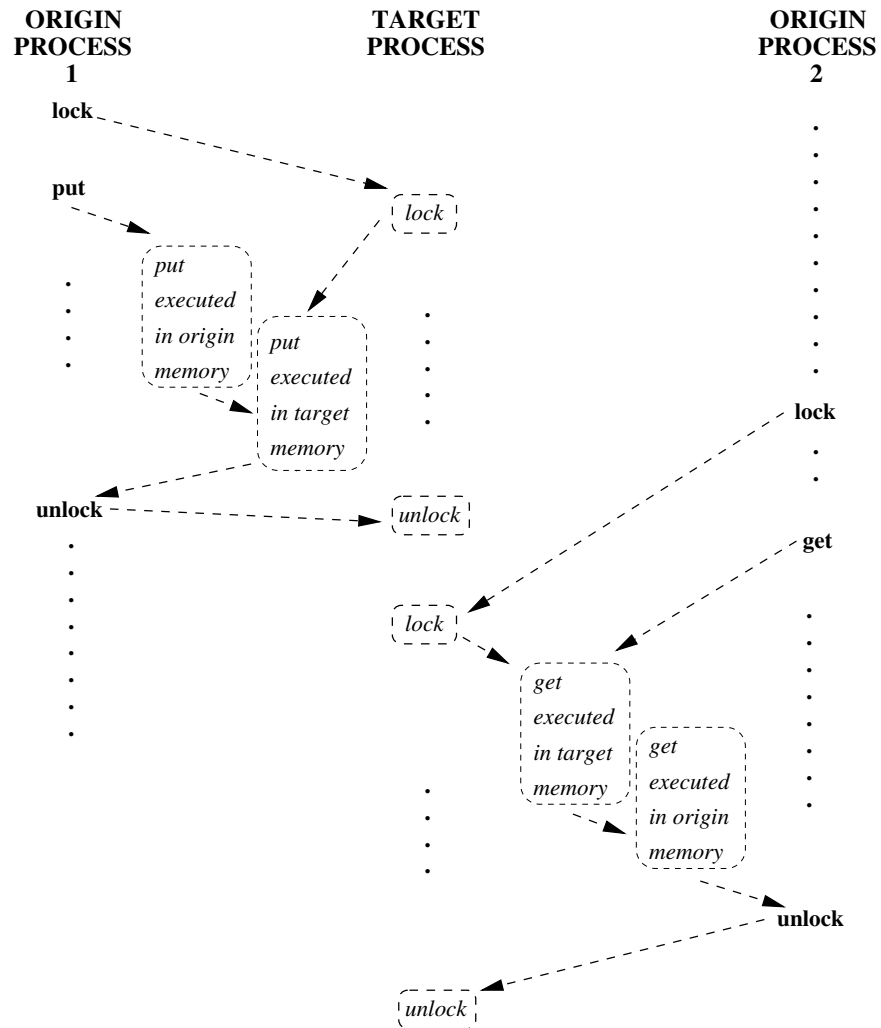 ORIGIN PROCESS 1
TARGET PROCESS
ORIGIN PROCESS 2
lock
put
lock
put
executed
in origin
memory
put
executed
in target
memory
lock
unlock
unlock
get
lock
get
executed
in target
memory
get
executed
in origin
memory
unlock
unlock